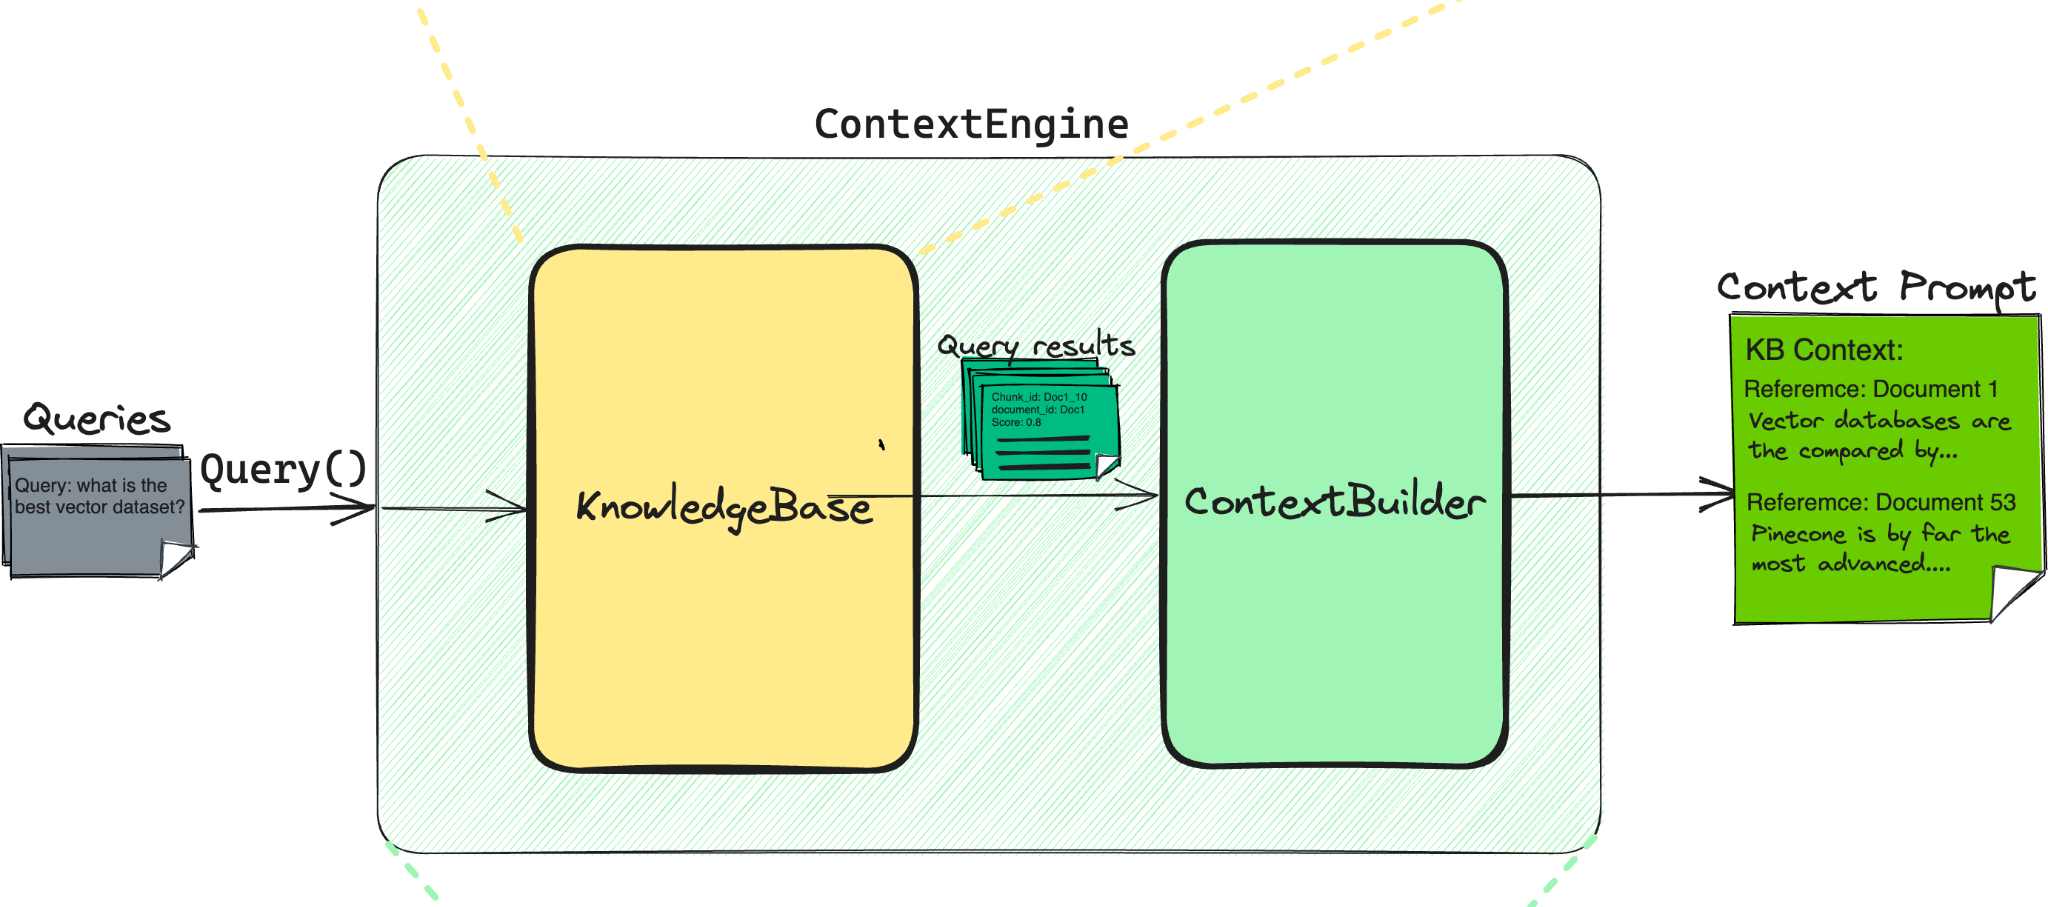 ContextEngine
Queries
Query: what is the
best vector dataset?
Query()
KnowledgeBase
Query results
Chunk_id: Doc1_10
document_id: Doc1
Score: 0.8
ContextBuilder
Context Prompt
KB Context:
Referemce: Document 1
Vector databases are
the compared by...
Referemce: Document 53
Pinecone is by far the
most advanced....